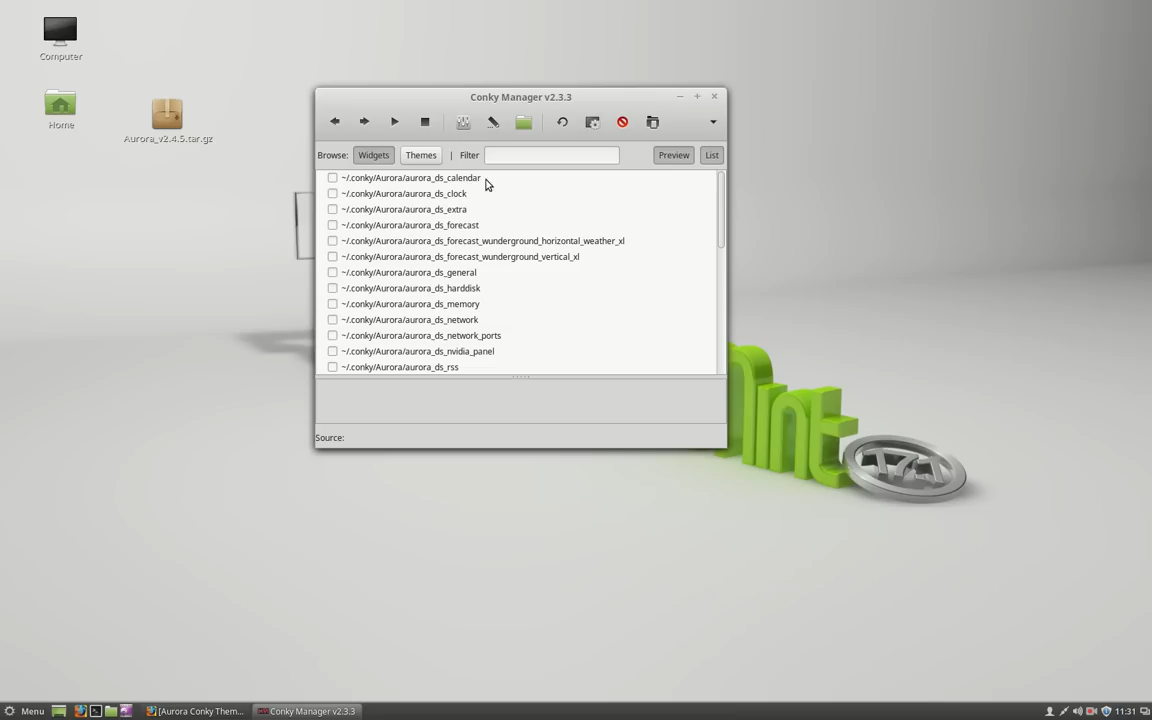 Computer
Home
Aurora_v2.4.5.tar.gz
Conky Manager v2.3.3
Browse: Widgets Themes | Filter Preview List
~/.conky/Aurora/aurora_ds_calendar
~/.conky/Aurora/aurora_ds_clock
~/.conky/Aurora/aurora_ds_extra
~/.conky/Aurora/aurora_ds_forecast
~/.conky/Aurora/aurora_ds_forecast_wunderground_horizontal_weather_xl
~/.conky/Aurora/aurora_ds_forecast_wunderground_vertical_xl
~/.conky/Aurora/aurora_ds_general
~/.conky/Aurora/aurora_ds_harddisk
~/.conky/Aurora/aurora_ds_memory
~/.conky/Aurora/aurora_ds_network
~/.conky/Aurora/aurora_ds_network_ports
~/.conky/Aurora/aurora_ds_nvidia_panel
~/.conky/Aurora/aurora_ds_rss
Source:
Mint
17.1
Menu [Aurora Conky Them... Conky Manager v2.3.3 11:31